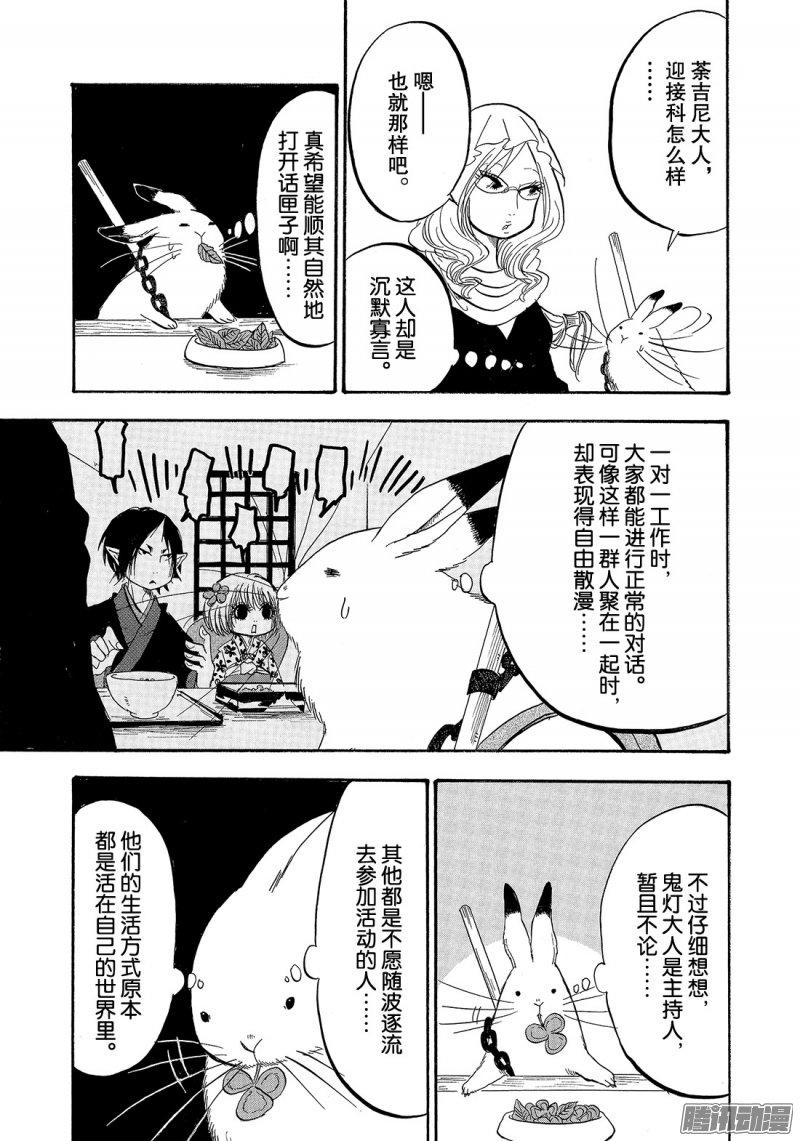 荼吉尼大人，
迎接科怎么样
……
嗯——
也就那样吧。
这人却是
沉默寡言。
真希望能顺其自然地
打开话匣子啊……
一对一工作时，
大家都能进行正常的对话。
可像这样一群人聚在一起时，
却表现得自由散漫……
不过仔细想想，
鬼灯大人是主持人，
暂且不论……
其他都是不愿随波逐流
去参加活动的人……
他们的生活方式原本
都是活在自己的世界里。
腾讯动漫